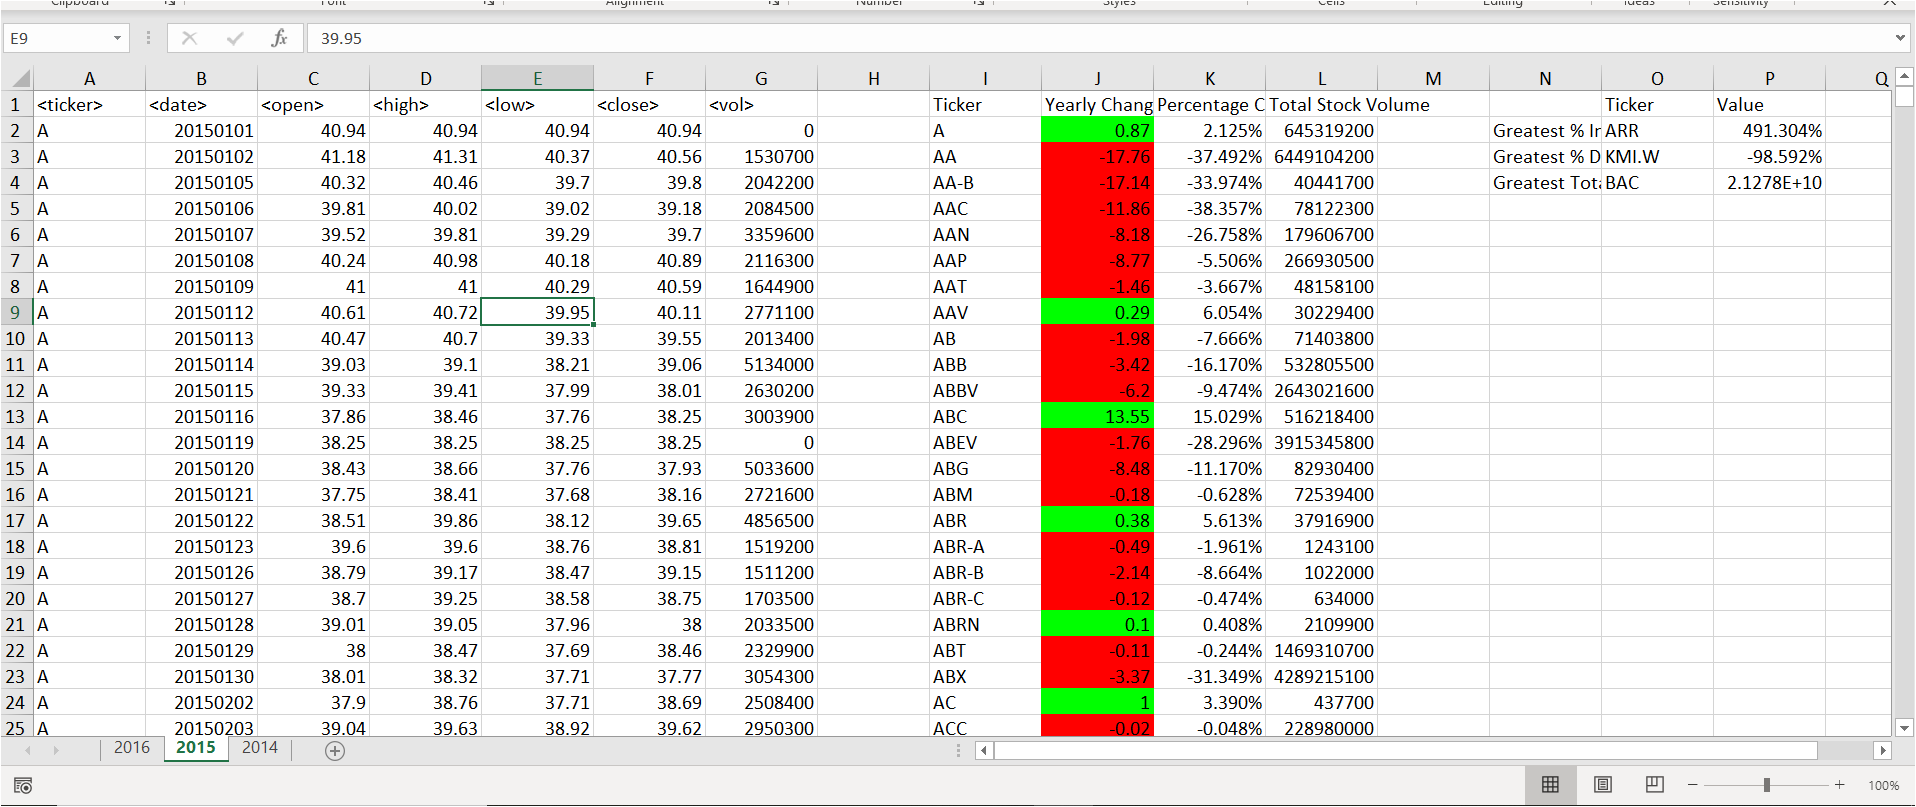 Clipboard Font Alignment Number Styles Cells Editing Ideas Sensitivity
E9 fx 39.95
A B C D E F G H I J K L M N O P Q
1 <ticker> <date> <open> <high> <low> <close> <vol> Ticker Yearly Chang Percentage C Total Stock Volume Ticker Value
2 A 20150101 40.94 40.94 40.94 40.94 0 A 0.87 2.125% 645319200 Greatest % In ARR 491.304%
3 A 20150102 41.18 41.31 40.37 40.56 1530700 AA -17.76 -37.492% 6449104200 Greatest % D KMI.W -98.592%
4 A 20150105 40.32 40.46 39.7 39.8 2042200 AA-B -17.14 -33.974% 40441700 Greatest Tota BAC 2.1278E+10
5 A 20150106 39.81 40.02 39.02 39.18 2084500 AAC -11.86 -38.357% 78122300
6 A 20150107 39.52 39.81 39.29 39.7 3359600 AAN -8.18 -26.758% 179606700
7 A 20150108 40.24 40.98 40.18 40.89 2116300 AAP -8.77 -5.506% 266930500
8 A 20150109 41 41 40.29 40.59 1644900 AAT -1.46 -3.667% 48158100
9 A 20150112 40.61 40.72 39.95 40.11 2771100 AAV 0.29 6.054% 30229400
10 A 20150113 40.47 40.7 39.33 39.55 2013400 AB -1.98 -7.666% 71403800
11 A 20150114 39.03 39.1 38.21 39.06 5134000 ABB -3.42 -16.170% 532805500
12 A 20150115 39.33 39.41 37.99 38.01 2630200 ABBV -6.2 -9.474% 2643021600
13 A 20150116 37.86 38.46 37.76 38.25 3003900 ABC 13.55 15.029% 516218400
14 A 20150119 38.25 38.25 38.25 38.25 0 ABEV -1.76 -28.296% 3915345800
15 A 20150120 38.43 38.66 37.76 37.93 5033600 ABG -8.48 -11.170% 82930400
16 A 20150121 37.75 38.41 37.68 38.16 2721600 ABM -0.18 -0.628% 72539400
17 A 20150122 38.51 39.86 38.12 39.65 4856500 ABR 0.38 5.613% 37916900
18 A 20150123 39.6 39.6 38.76 38.81 1519200 ABR-A -0.49 -1.961% 1243100
19 A 20150126 38.79 39.17 38.47 39.15 1511200 ABR-B -2.14 -8.664% 1022000
20 A 20150127 38.7 39.25 38.58 38.75 1703500 ABR-C -0.12 -0.474% 634000
21 A 20150128 39.01 39.05 37.96 38 2033500 ABRN 0.1 0.408% 2109900
22 A 20150129 38 38.47 37.69 38.46 2329900 ABT -0.11 -0.244% 1469310700
23 A 20150130 38.01 38.32 37.71 37.77 3054300 ABX -3.37 -31.349% 4289215100
24 A 20150202 37.9 38.76 37.71 38.69 2508400 AC 1 3.390% 437700
25 A 20150203 39.04 39.63 38.92 39.62 2950300 ACC -0.02 -0.048% 228980000
2016 2015 2014
100%